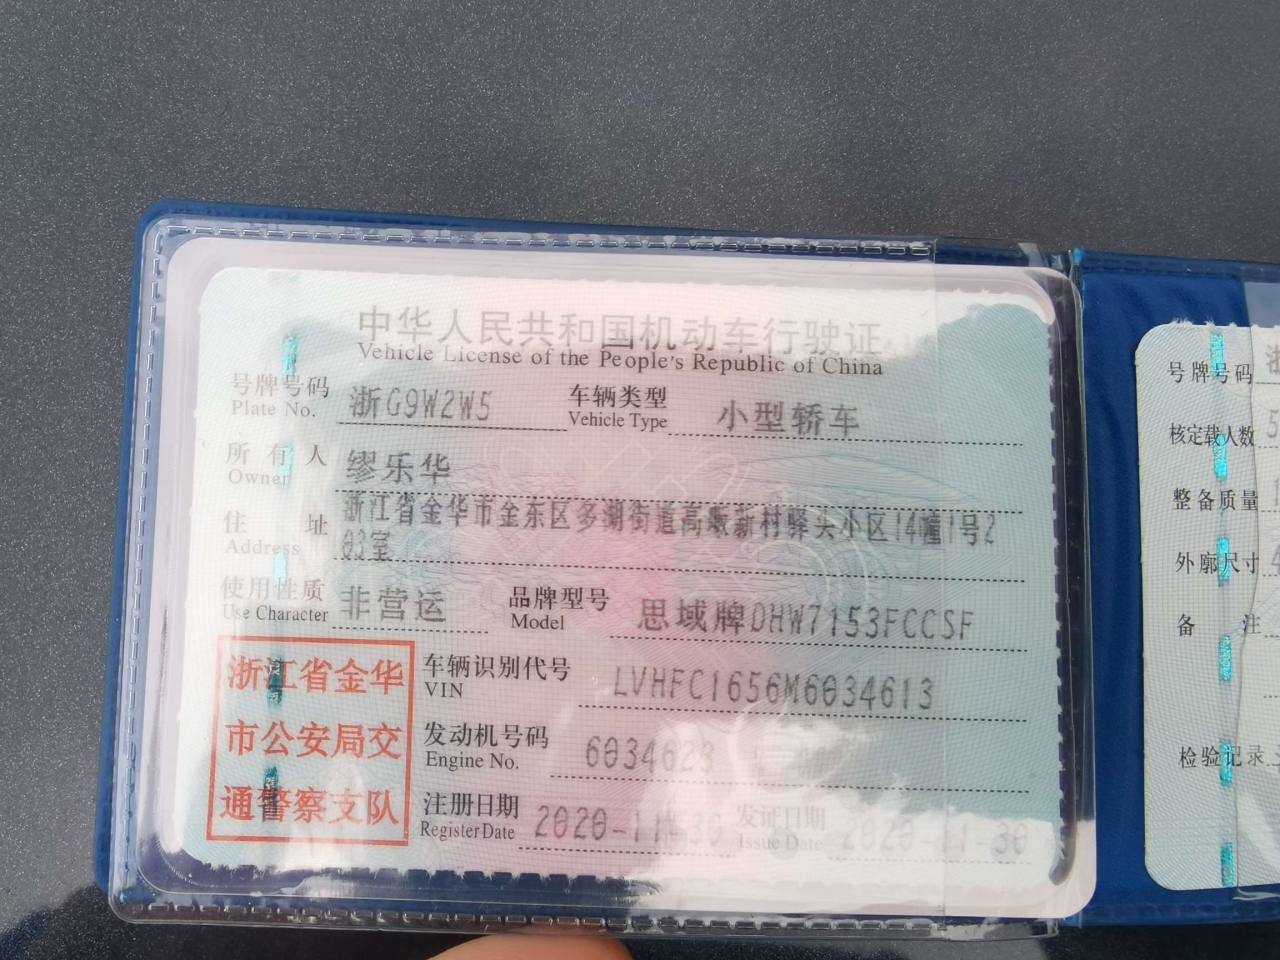 中华人民共和国机动车行驶证
Vehicle License of the People's Republic of China
号牌号码 浙G9W2W5 车辆类型 小型轿车
Plate No. Vehicle Type
所有人 缪乐华
Owner
住址 浙江省金华市金东区多湖街道高畈新村驿头小区14幢1号2
Address 03室
使用性质 非营运 品牌型号 思域牌DHW7153FCCSF
Use Character Model
浙江省金华
市公安局交
通警察支队
车辆识别代号 LVHFC1656M6034613
VIN
发动机号码 6034623
Engine No.
注册日期 2020-11-30 发证日期 2020-11-30
Register Date Issue Date
号牌号码
核定载人数 5
整备质量
外廓尺寸 4
备注
检验记录